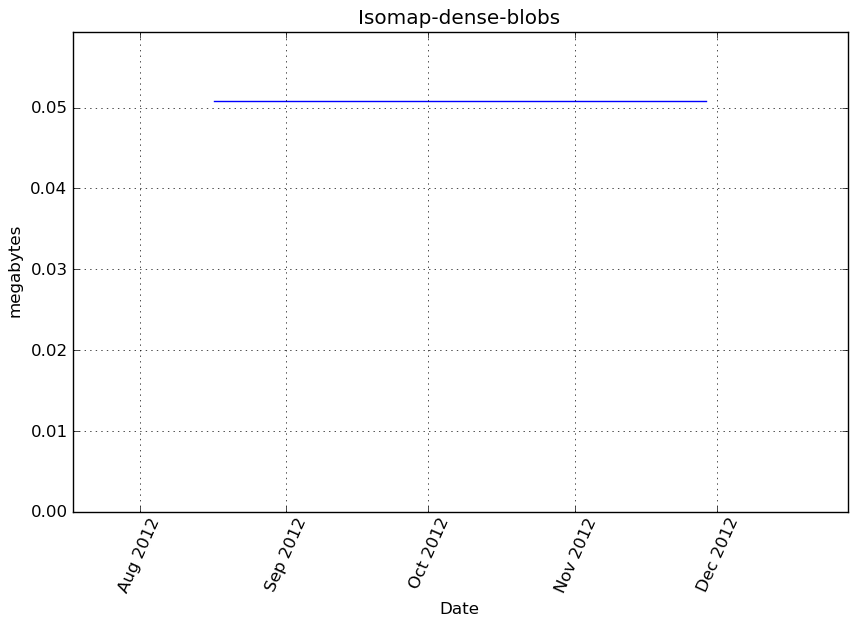 Isomap-dense-blobs
megabytes
0.05
0.04
0.03
0.02
0.01
0.00
Aug 2012
Sep 2012
Oct 2012
Nov 2012
Dec 2012
Date